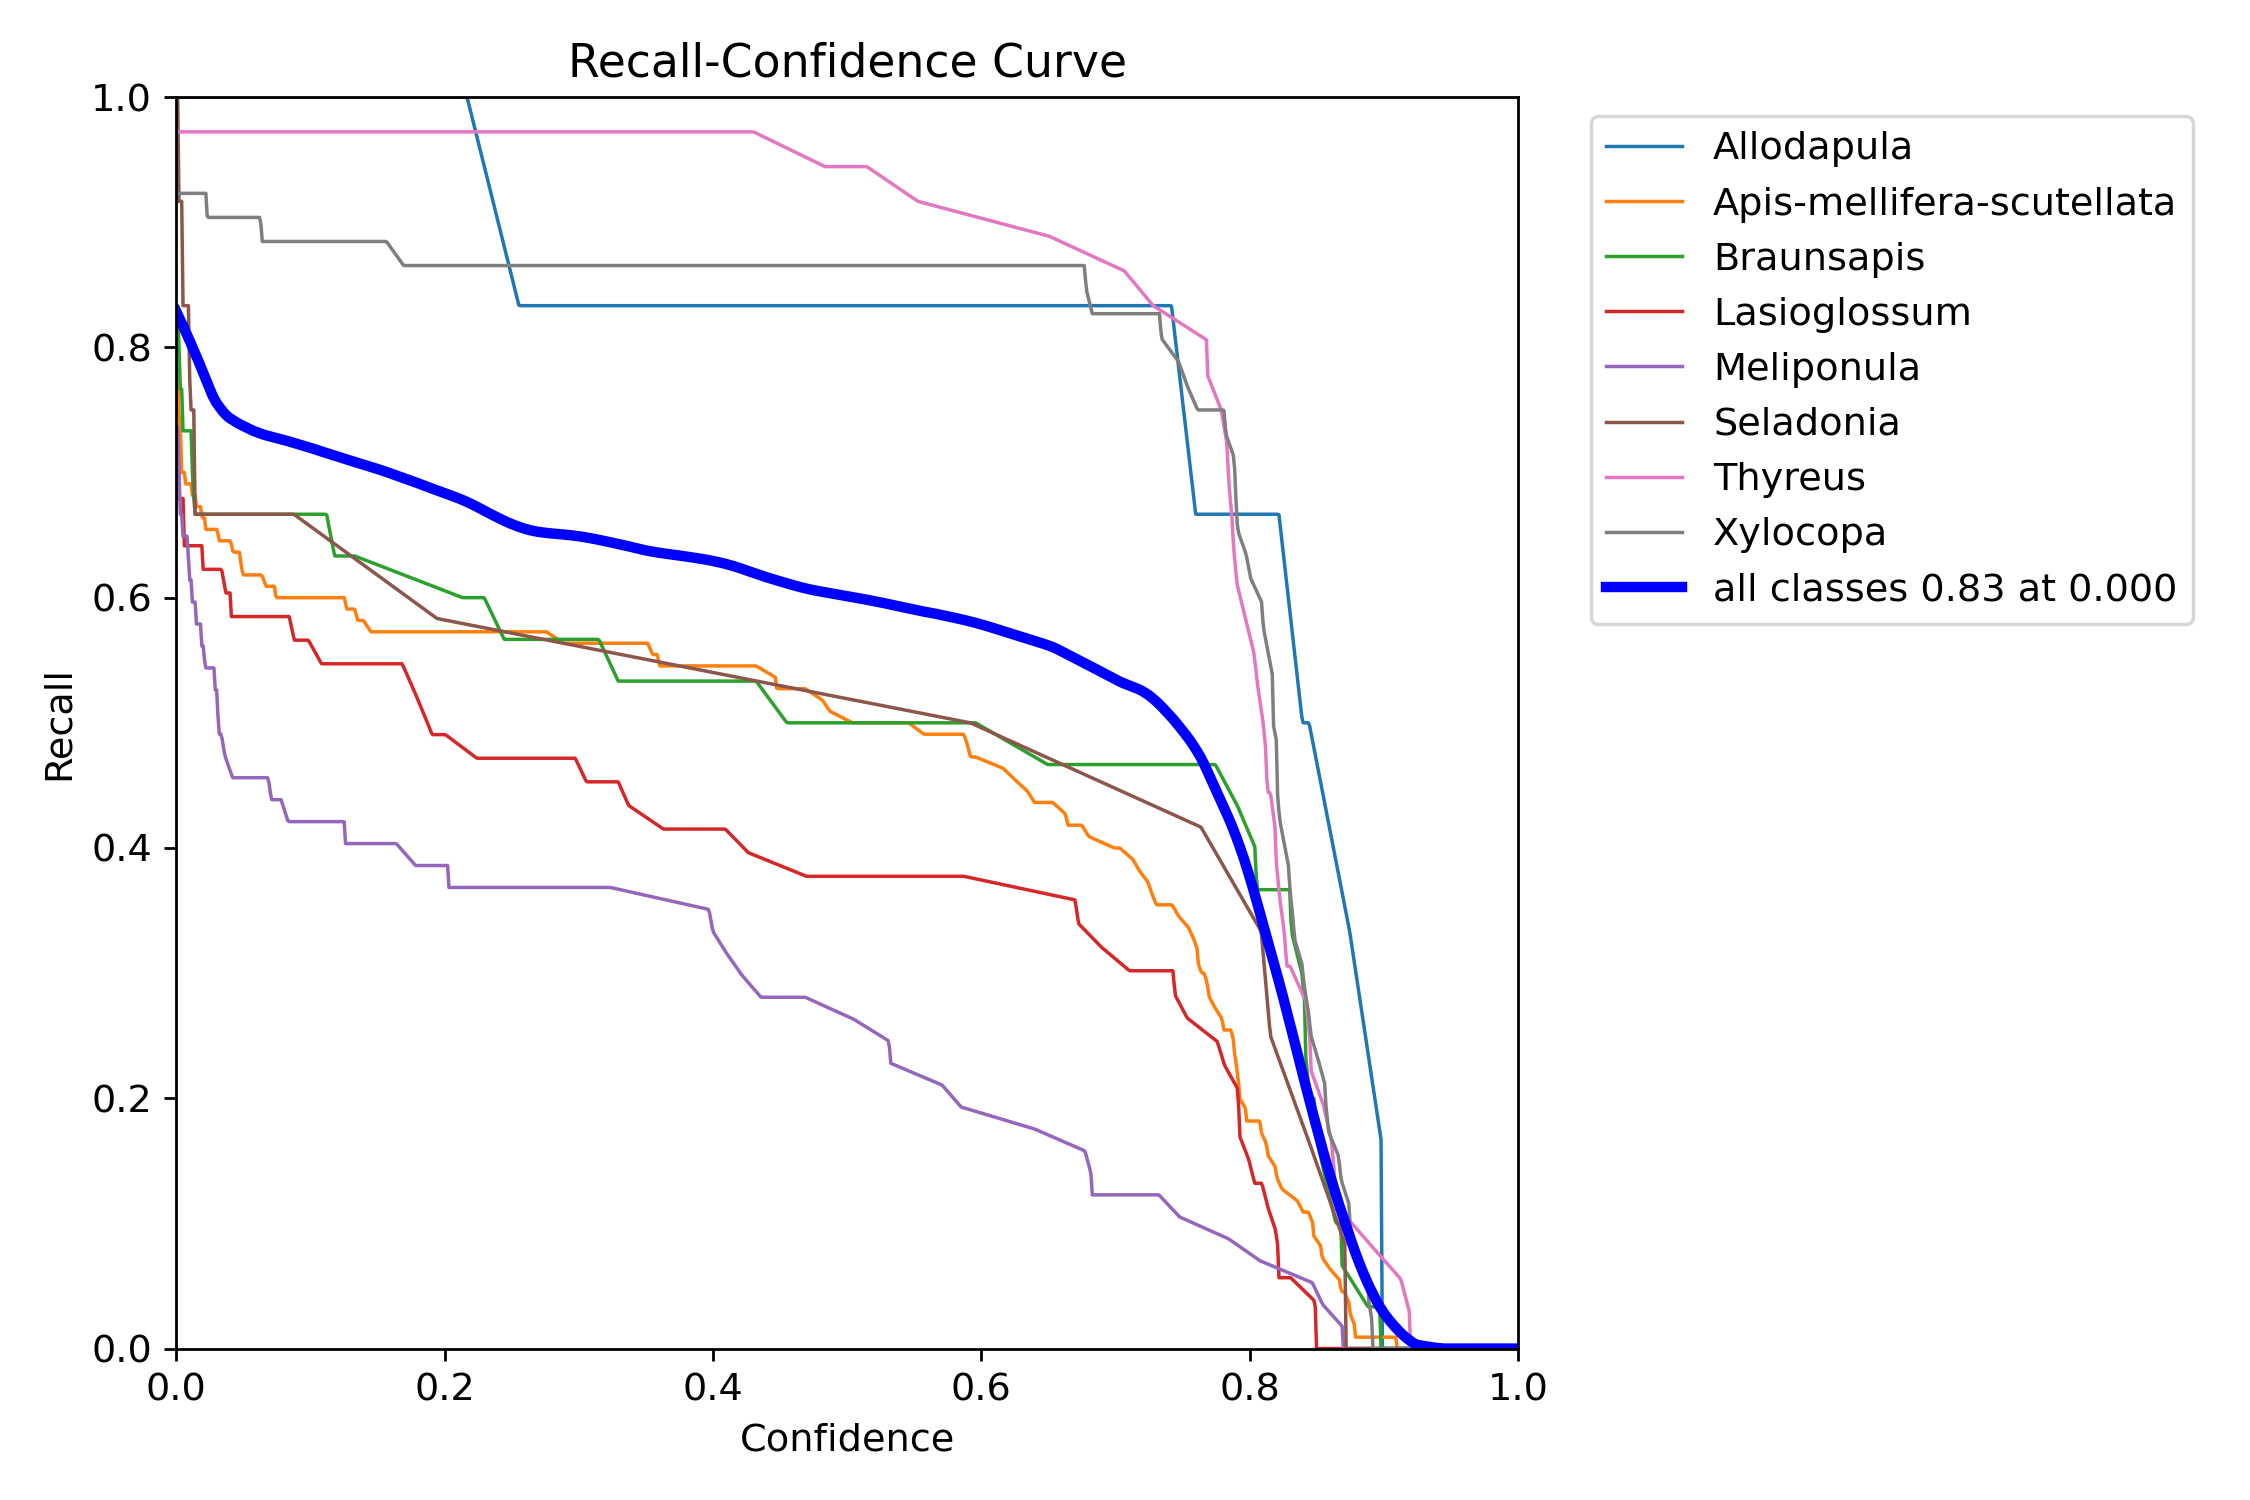 Recall-Confidence Curve
1.0
0.8
0.6
0.4
0.2
0.0
Recall
0.0 0.2 0.4 0.6 0.8 1.0
Confidence
Allodapula
Apis-mellifera-scutellata
Braunsapis
Lasioglossum
Meliponula
Seladonia
Thyreus
Xylocopa
all classes 0.83 at 0.000